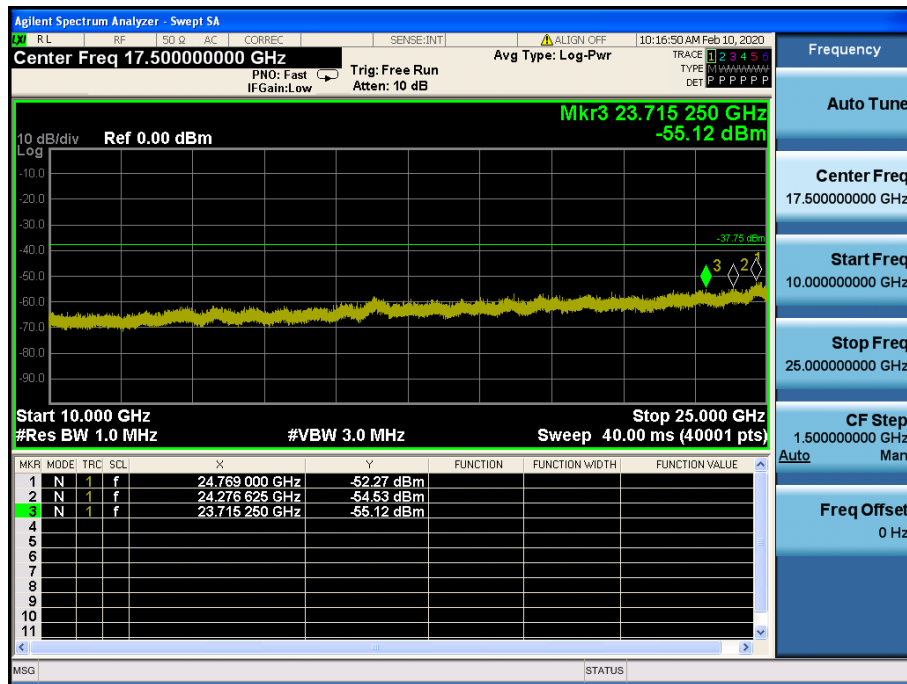 Agilent Spectrum Analyzer - Swept SA
LXI RL RF 50 Ω AC CORREC SENSE:INT ALIGN OFF 10:16:50 AM Feb 10, 2020
Center Freq 17.500000000 GHz
PNO: Fast
IFGain:Low
Trig: Free Run
Atten: 10 dB
Avg Type: Log-Pwr
TRACE 1 2 3 4 5 6
TYPE M WWWWW
DET P P P P P P
Mkr3 23.715 250 GHz
-55.12 dBm
10 dB/div Ref 0.00 dBm
Log
-10.0
-20.0
-30.0
-37.75 dBm
-40.0
3 2 1
-50.0
-60.0
-70.0
-80.0
-90.0
Start 10.000 GHz Stop 25.000 GHz
#Res BW 1.0 MHz #VBW 3.0 MHz Sweep 40.00 ms (40001 pts)
MKR MODE TRC SCL X Y FUNCTION FUNCTION WIDTH FUNCTION VALUE
1 N 1 f 24.769 000 GHz -52.27 dBm
2 N 1 f 24.276 625 GHz -54.53 dBm
3 N 1 f 23.715 250 GHz -55.12 dBm
4
5
6
7
8
9
10
11
MSG STATUS
Frequency
Auto Tune
Center Freq
17.500000000 GHz
Start Freq
10.000000000 GHz
Stop Freq
25.000000000 GHz
CF Step
1.500000000 GHz
Auto Man
Freq Offset
0 Hz